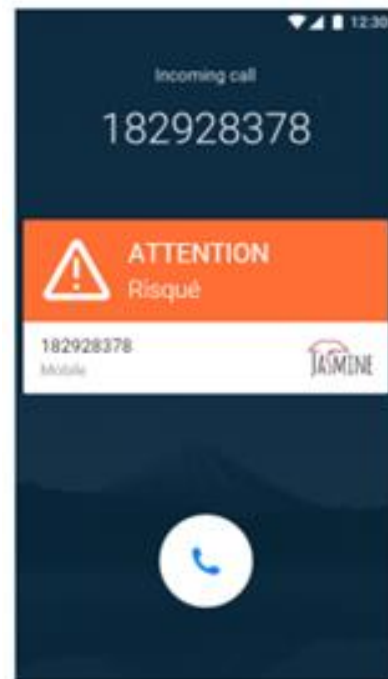 12:30
Incoming call
182928378
ATTENTION
Risqué
182928378
Mobile
JASMINE